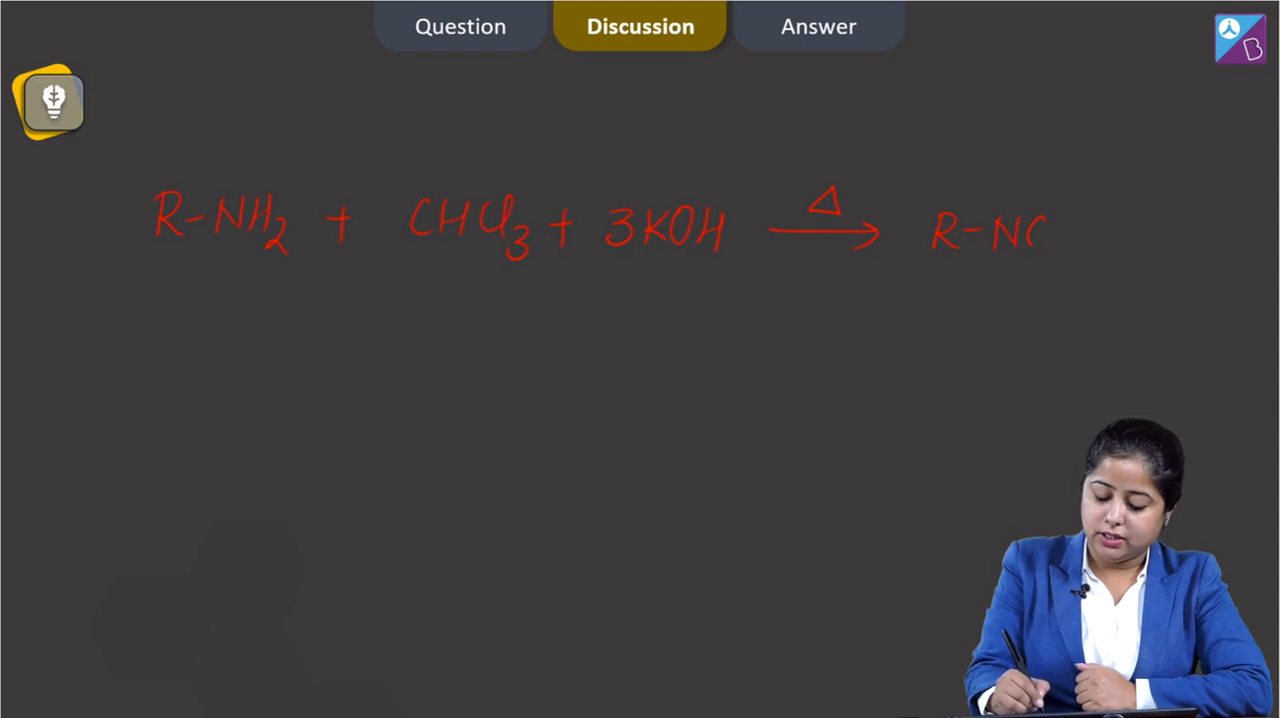 Question Discussion Answer
B
R-NH₂ + CHCl₃ + 3KOH Δ→ R-NC